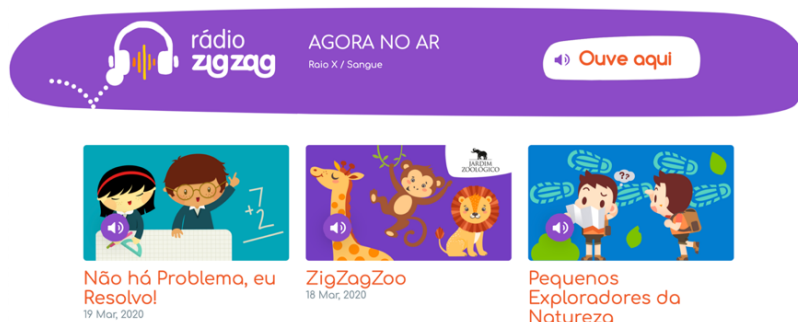 rádio
zigzag
AGORA NO AR
Raio X / Sangue
Ouve aqui
7
+2
JARDIM
ZOOLÓGICO
??
Não há Problema, eu
Resolvo!
19 Mar, 2020
ZigZagZoo
18 Mar, 2020
Pequenos
Exploradores da
Natureza